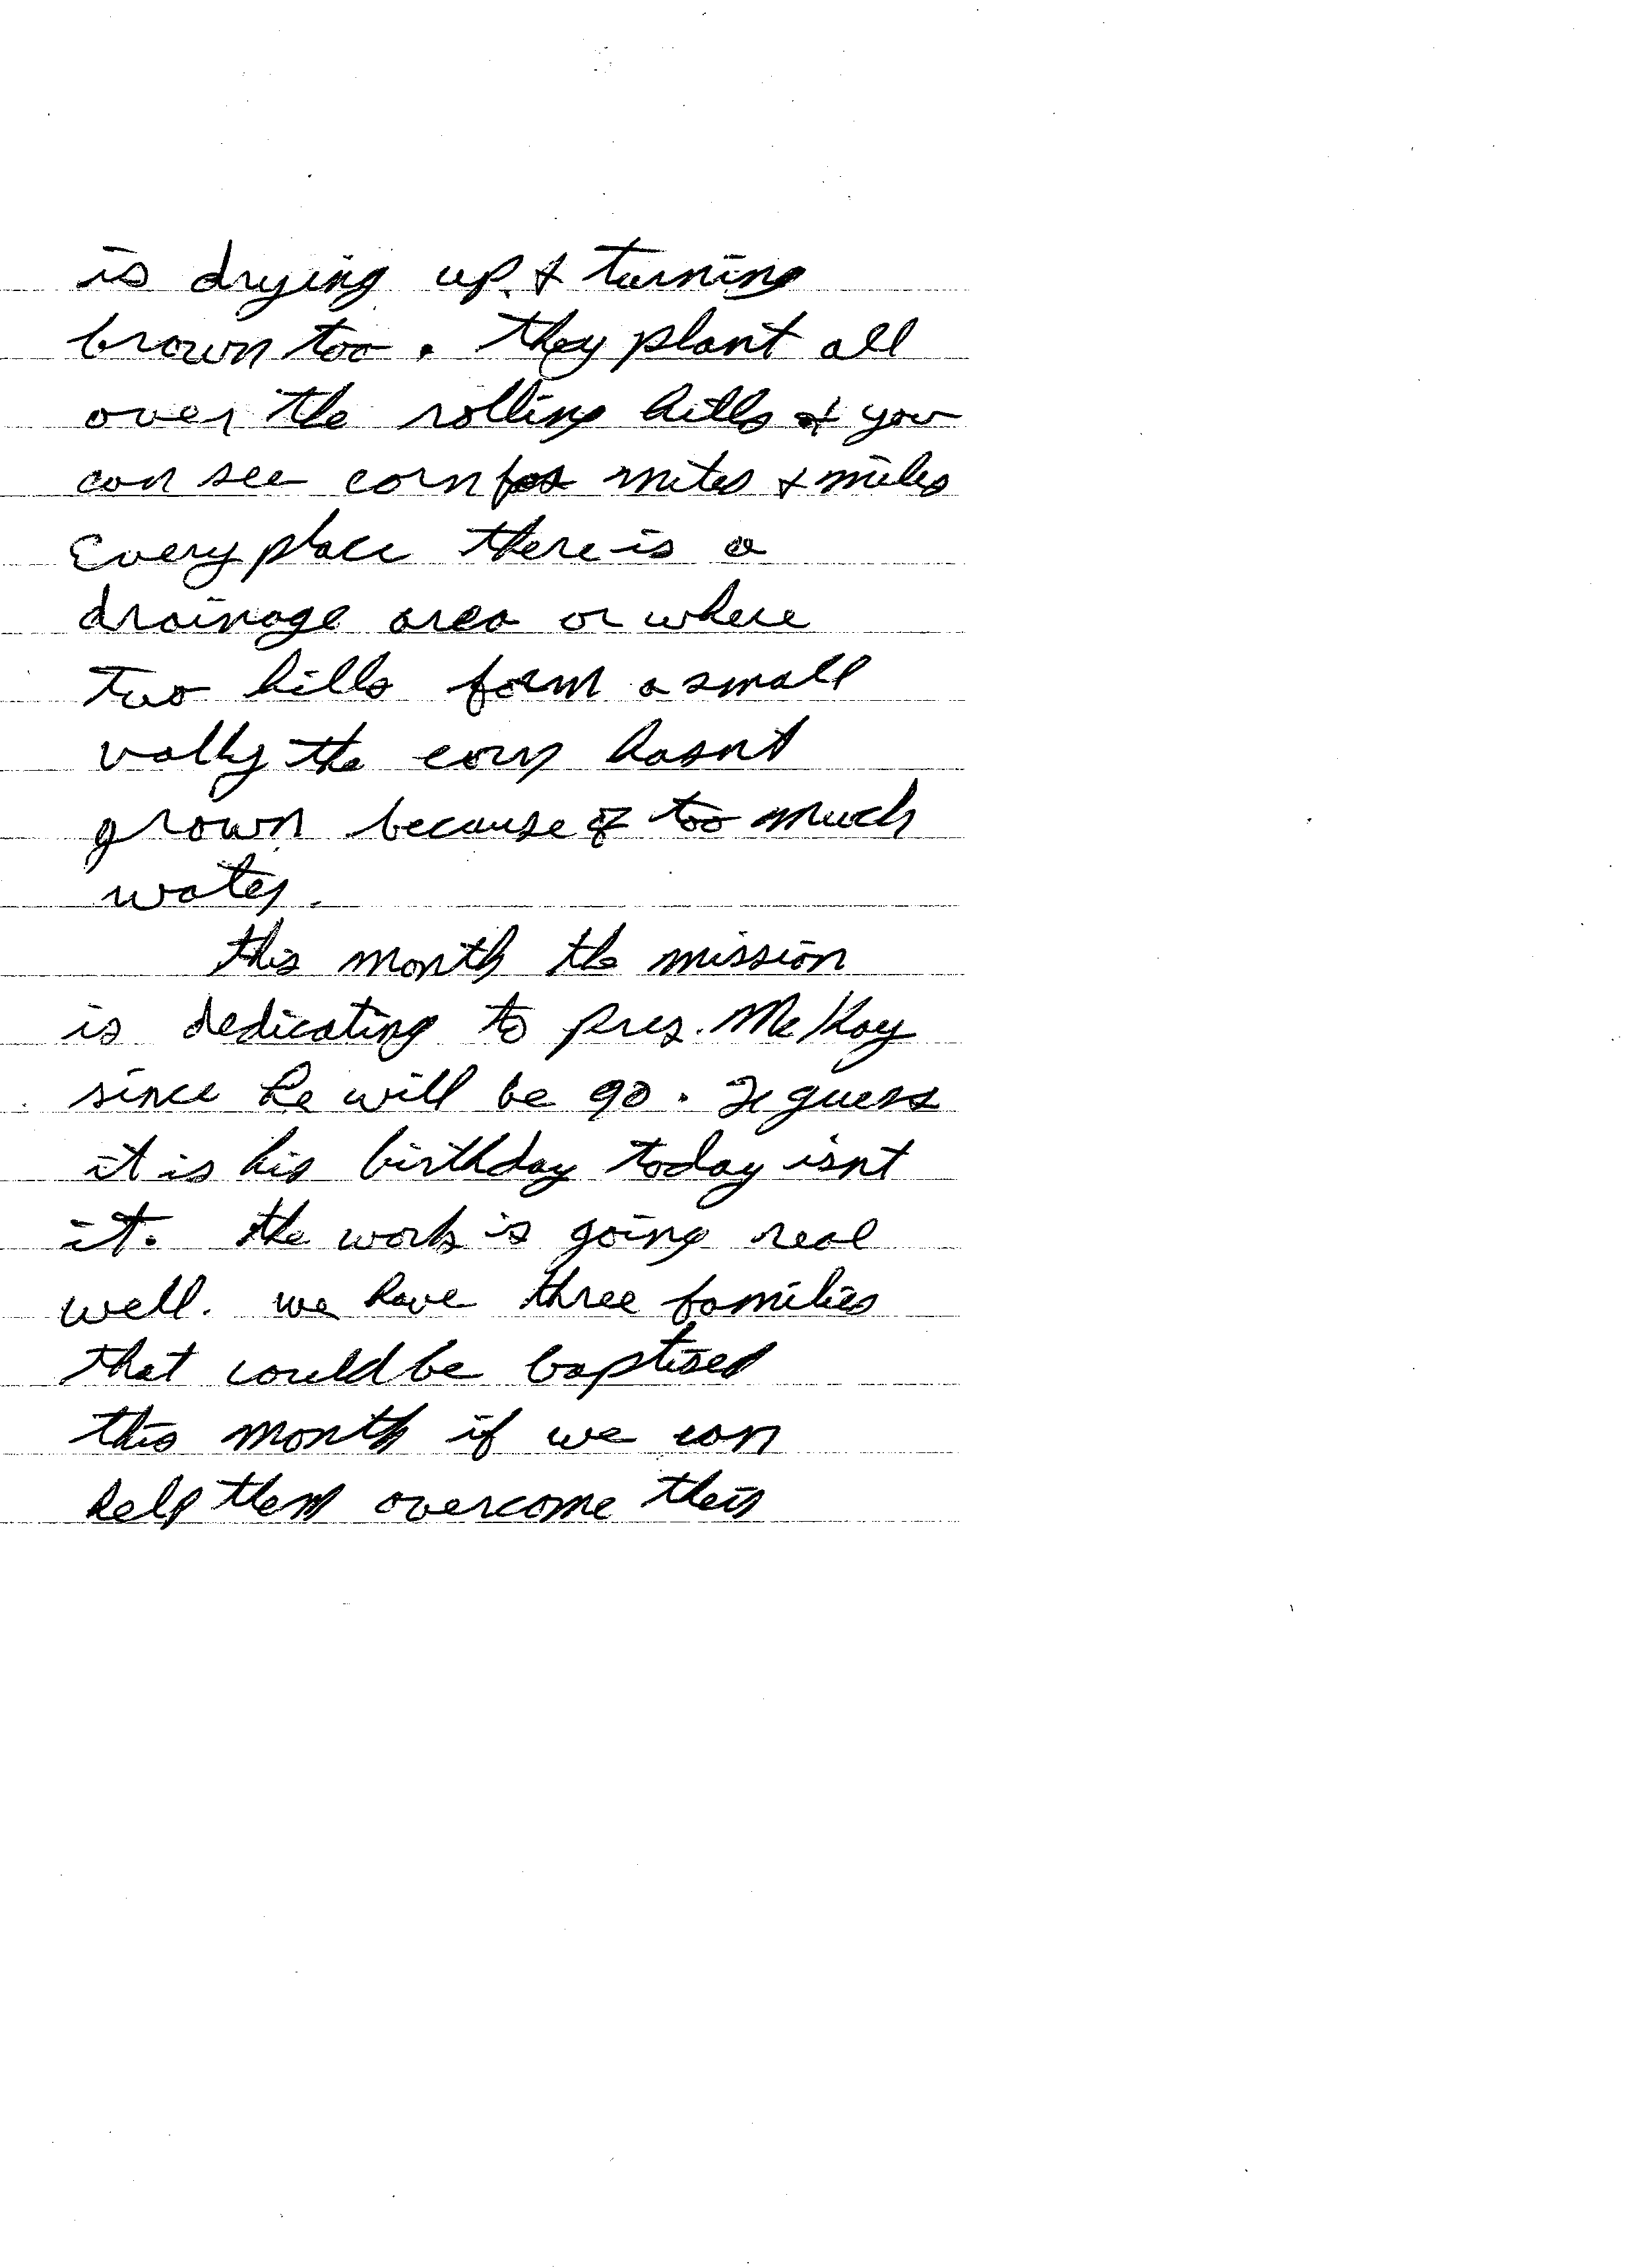 is drying up & turning
brown too. they plant all
over the rolling hills & you
can see corn for miles & miles
Every place there is a
drainage area or where
two hills form a small
vally the corn hasnt
grown because of too much
water.
this month the mission
is dedicating to pres. McKay
since he will be 90. I guess
it is his birthday today isnt
it. the work is going real
well. we have three families
that could be baptised
this month if we can
help them overcome their